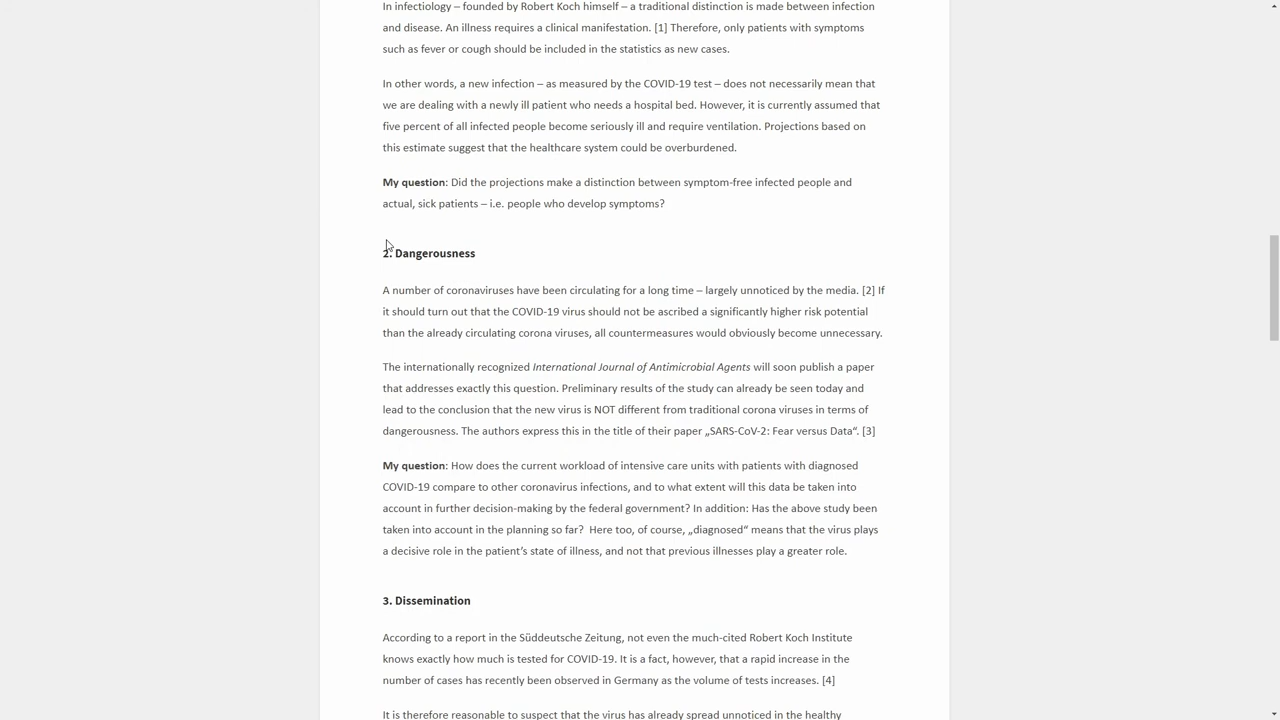 In infectiology – founded by Robert Koch himself – a traditional distinction is made between infection
and disease. An illness requires a clinical manifestation. [1] Therefore, only patients with symptoms
such as fever or cough should be included in the statistics as new cases.
In other words, a new infection – as measured by the COVID-19 test – does not necessarily mean that
we are dealing with a newly ill patient who needs a hospital bed. However, it is currently assumed that
five percent of all infected people become seriously ill and require ventilation. Projections based on
this estimate suggest that the healthcare system could be overburdened.
My question: Did the projections make a distinction between symptom-free infected people and
actual, sick patients – i.e. people who develop symptoms?
2. Dangerousness
A number of coronaviruses have been circulating for a long time – largely unnoticed by the media. [2] If
it should turn out that the COVID-19 virus should not be ascribed a significantly higher risk potential
than the already circulating corona viruses, all countermeasures would obviously become unnecessary.
The internationally recognized International Journal of Antimicrobial Agents will soon publish a paper
that addresses exactly this question. Preliminary results of the study can already be seen today and
lead to the conclusion that the new virus is NOT different from traditional corona viruses in terms of
dangerousness. The authors express this in the title of their paper „SARS-CoV-2: Fear versus Data“. [3]
My question: How does the current workload of intensive care units with patients with diagnosed
COVID-19 compare to other coronavirus infections, and to what extent will this data be taken into
account in further decision-making by the federal government? In addition: Has the above study been
taken into account in the planning so far?  Here too, of course, „diagnosed“ means that the virus plays
a decisive role in the patient’s state of illness, and not that previous illnesses play a greater role.
3. Dissemination
According to a report in the Süddeutsche Zeitung, not even the much-cited Robert Koch Institute
knows exactly how much is tested for COVID-19. It is a fact, however, that a rapid increase in the
number of cases has recently been observed in Germany as the volume of tests increases. [4]
It is therefore reasonable to suspect that the virus has already spread unnoticed in the healthy